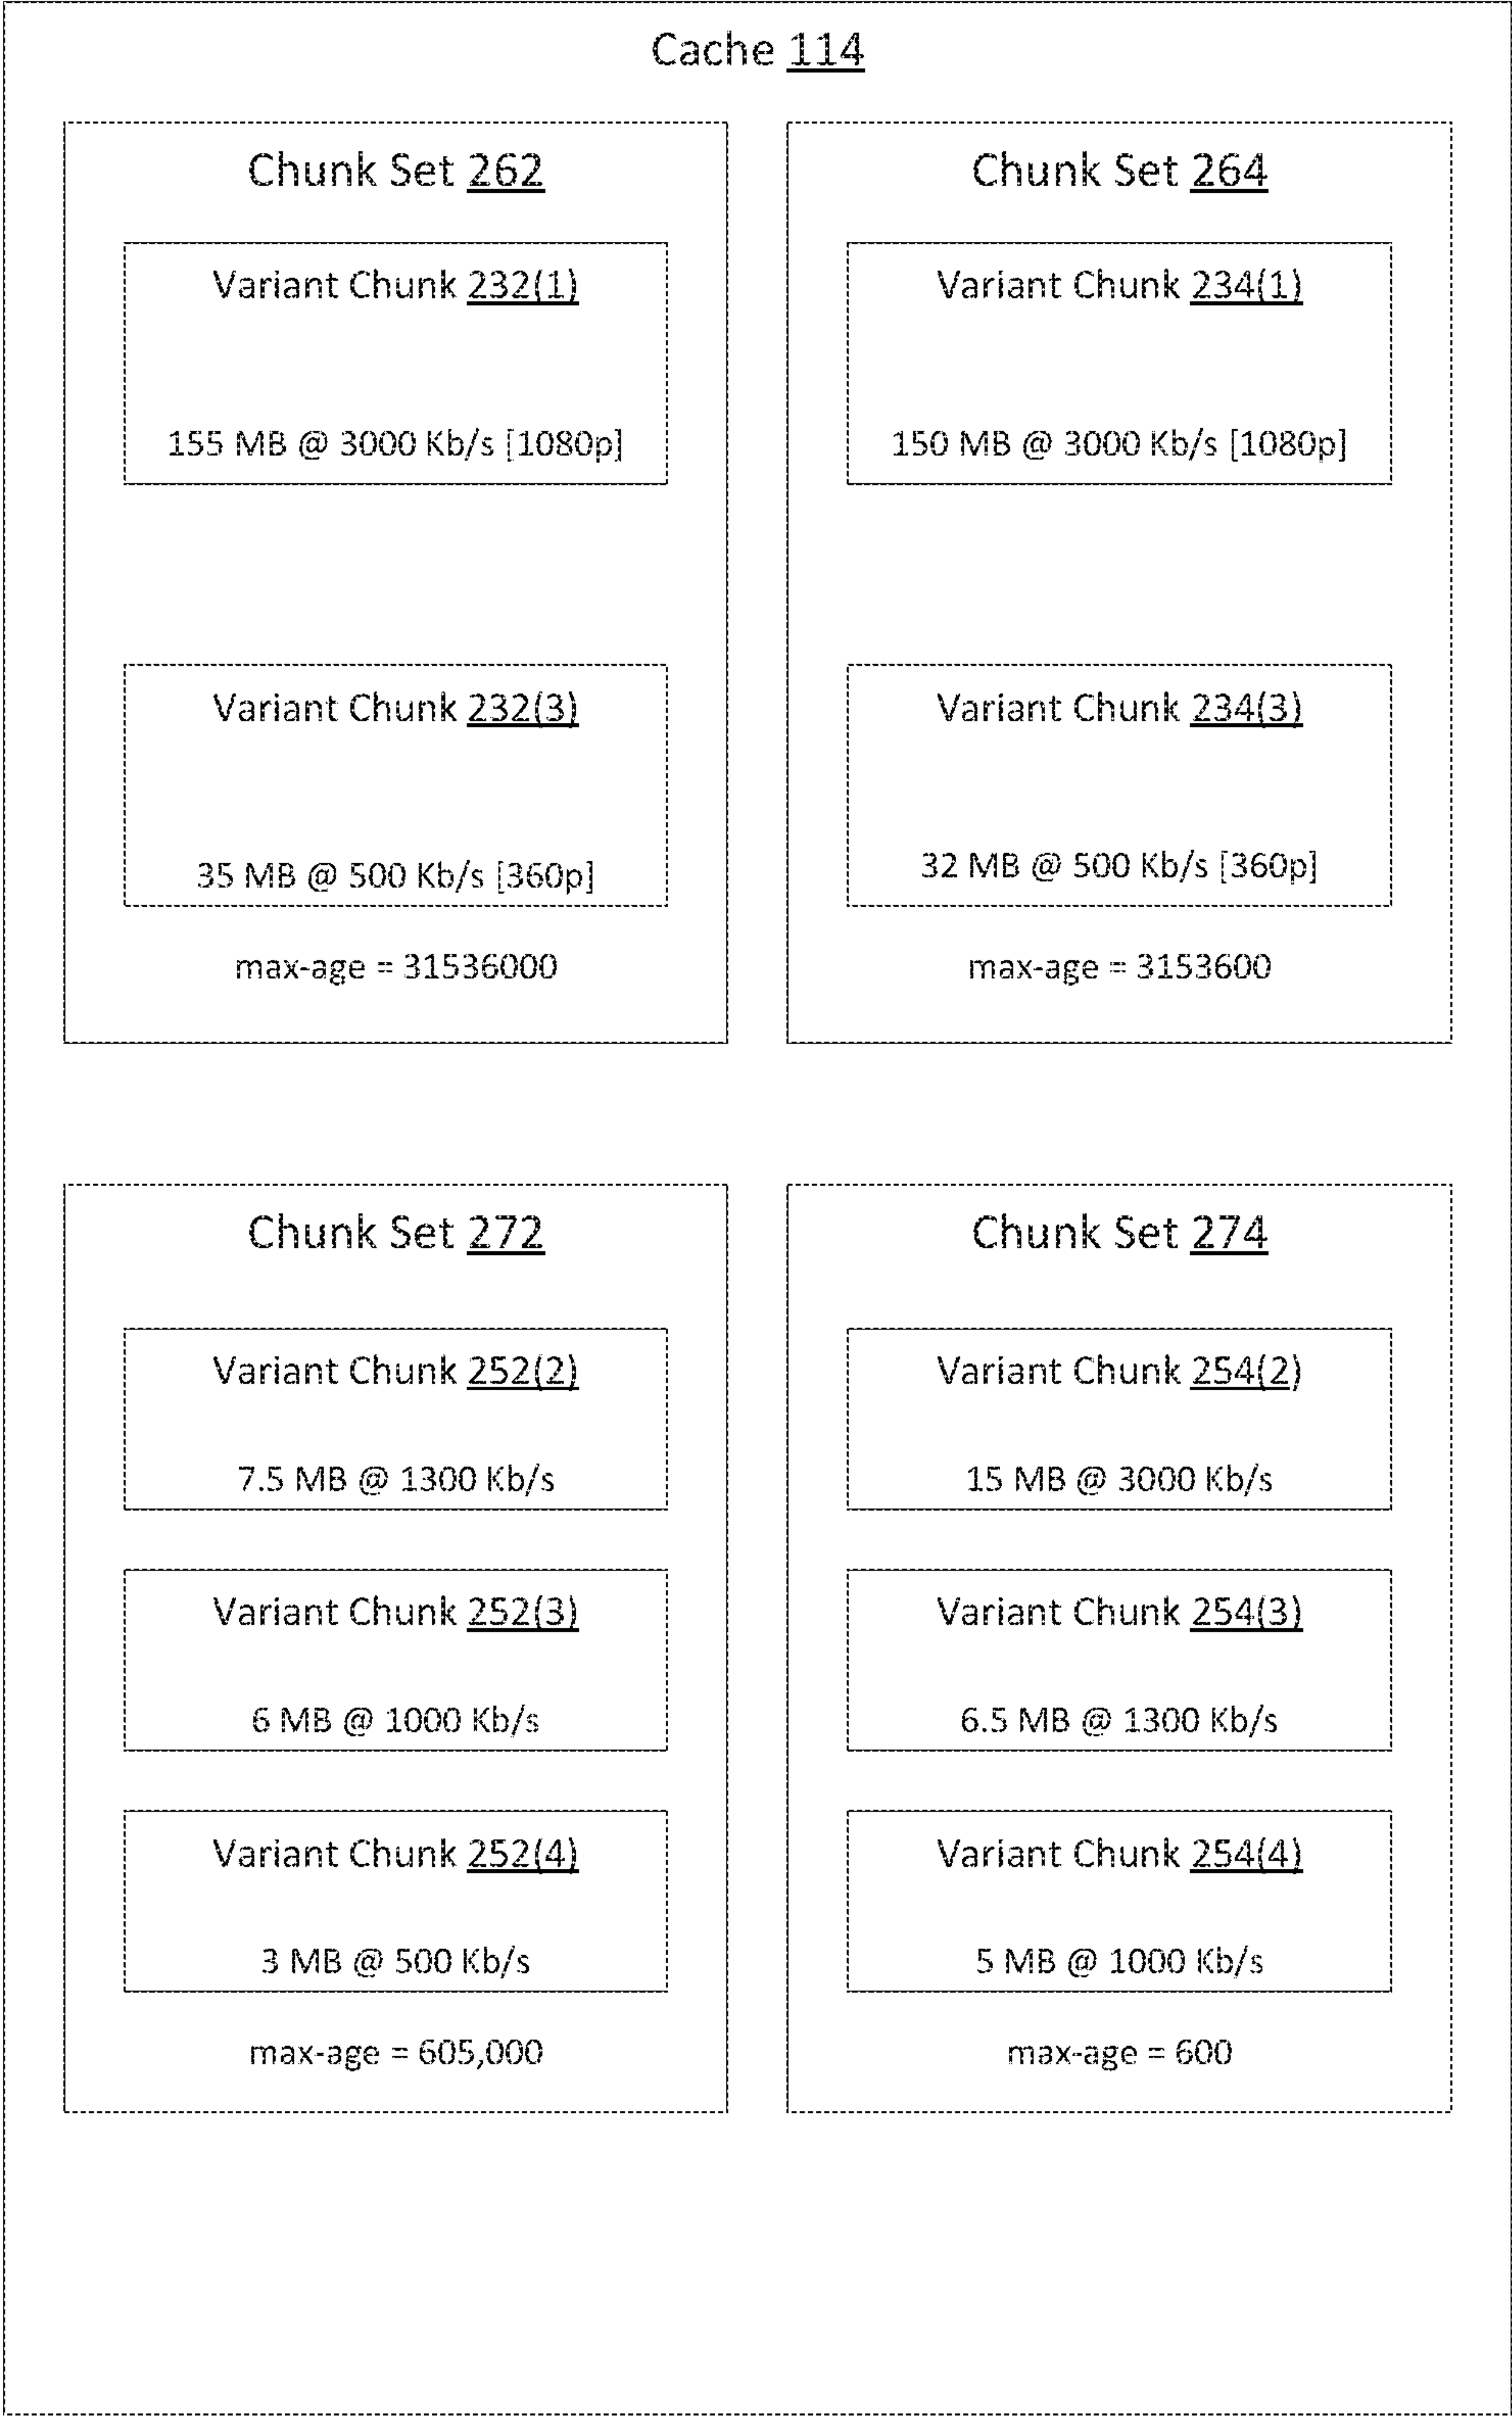 Cache 114
Chunk Set 262
Variant Chunk 232(1)
155 MB @ 3000 Kb/s [1080p]
Variant Chunk 232(3)
35 MB @ 500 Kb/s [360p]
max-age = 31536000
Chunk Set 264
Variant Chunk 234(1)
150 MB @ 3000 Kb/s [1080p]
Variant Chunk 234(3)
32 MB @ 500 Kb/s [360p]
max-age = 3153600
Chunk Set 272
Variant Chunk 252(2)
7.5 MB @ 1300 Kb/s
Variant Chunk 252(3)
6 MB @ 1000 Kb/s
Variant Chunk 252(4)
3 MB @ 500 Kb/s
max-age = 605,000
Chunk Set 274
Variant Chunk 254(2)
15 MB @ 3000 Kb/s
Variant Chunk 254(3)
6.5 MB @ 1300 Kb/s
Variant Chunk 254(4)
5 MB @ 1000 Kb/s
max-age = 600